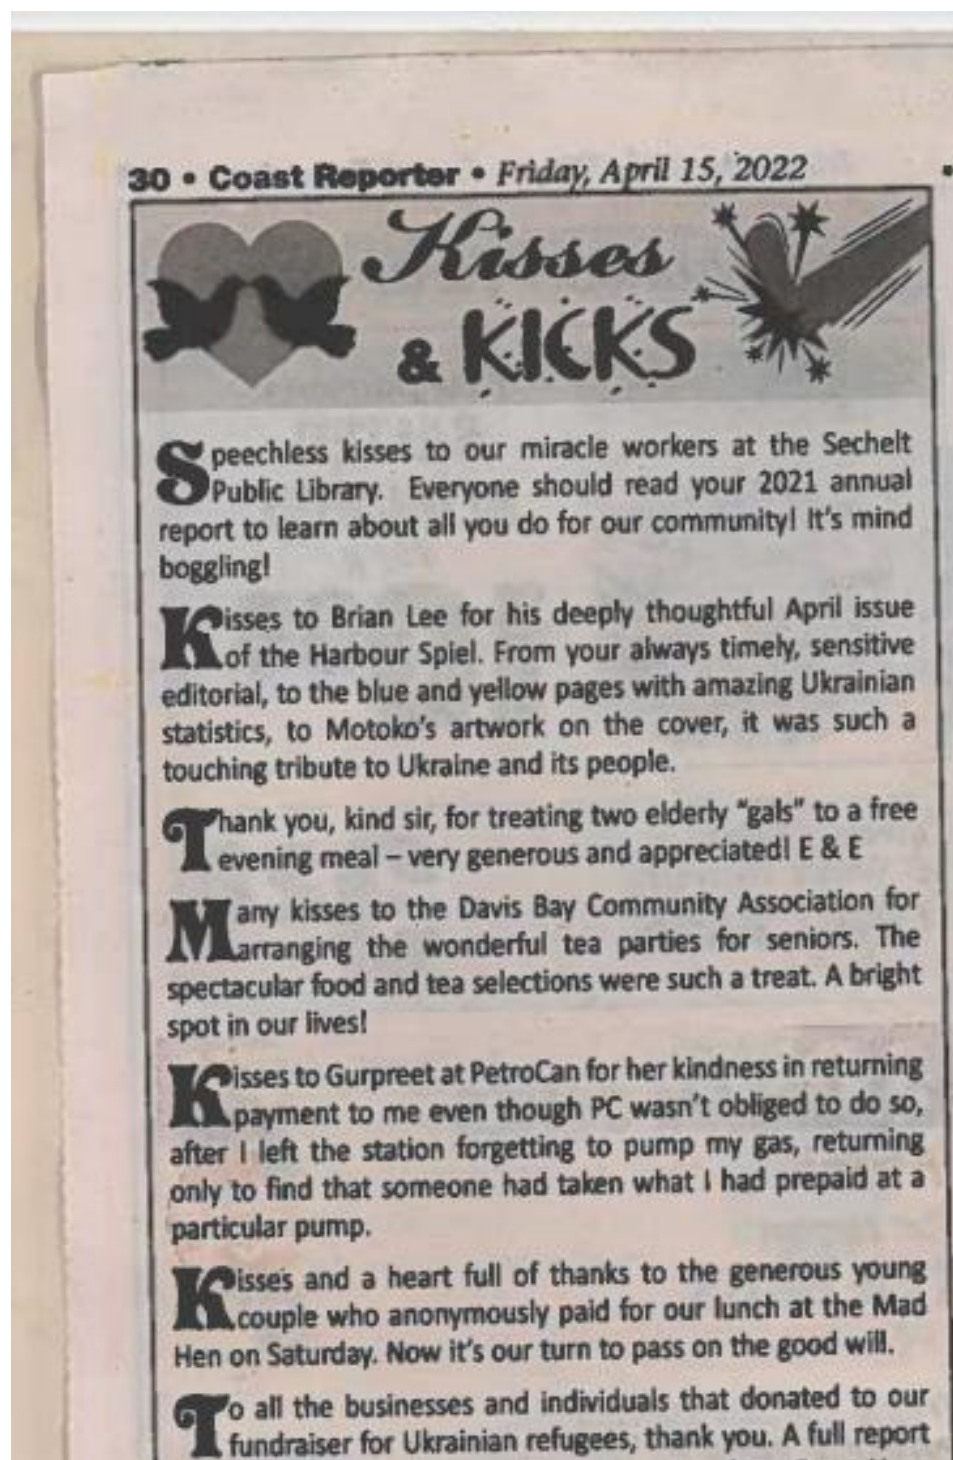 30 • Coast Reporter • Friday, April 15, 2022
Kisses
& KICKS
Speechless kisses to our miracle workers at the Sechelt
Public Library. Everyone should read your 2021 annual
report to learn about all you do for our community! It's mind
boggling!
Kisses to Brian Lee for his deeply thoughtful April issue
of the Harbour Spiel. From your always timely, sensitive
editorial, to the blue and yellow pages with amazing Ukrainian
statistics, to Motoko's artwork on the cover, it was such a
touching tribute to Ukraine and its people.
Thank you, kind sir, for treating two elderly "gals" to a free
evening meal – very generous and appreciated! E & E
Many kisses to the Davis Bay Community Association for
arranging the wonderful tea parties for seniors. The
spectacular food and tea selections were such a treat. A bright
spot in our lives!
Kisses to Gurpreet at PetroCan for her kindness in returning
payment to me even though PC wasn't obliged to do so,
after I left the station forgetting to pump my gas, returning
only to find that someone had taken what I had prepaid at a
particular pump.
Kisses and a heart full of thanks to the generous young
couple who anonymously paid for our lunch at the Mad
Hen on Saturday. Now it's our turn to pass on the good will.
To all the businesses and individuals that donated to our
fundraiser for Ukrainian refugees, thank you. A full report